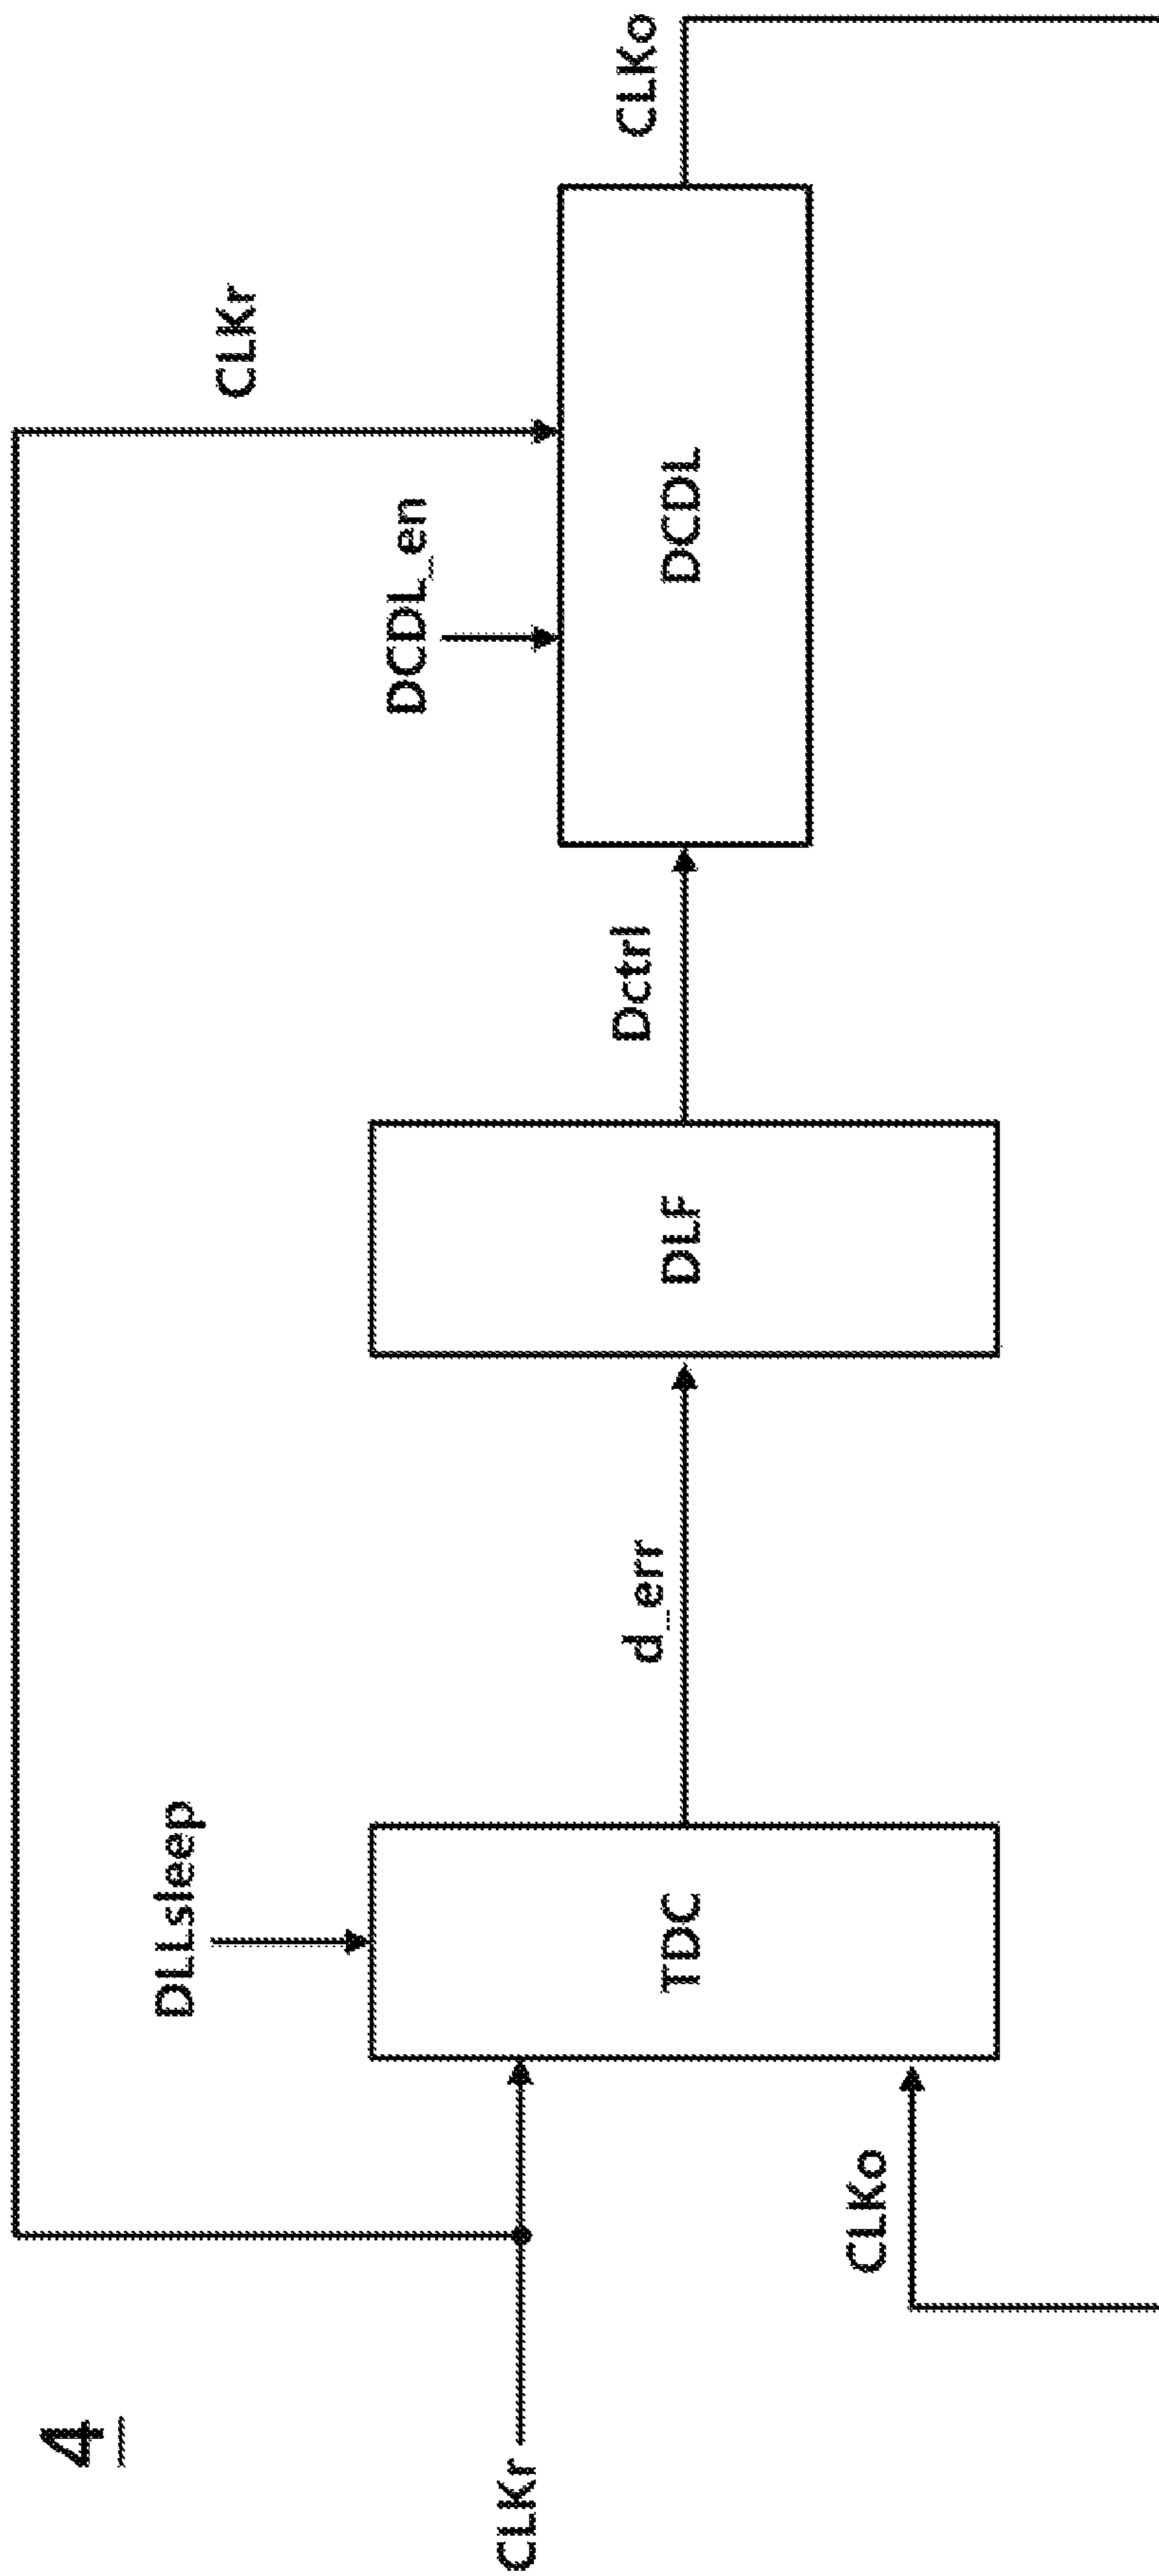 4
CLKr
CLKo
DLLsleep
TDC
d_err
DLF
Dctrl
DCDL_en
CLKr
DCDL
CLKo